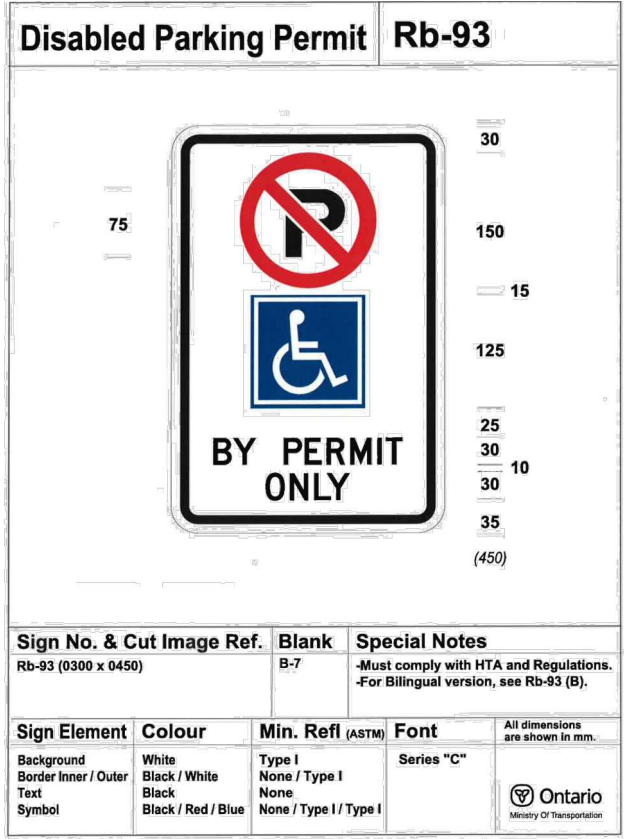 Disabled Parking Permit Rb-93
30
P
75
150
15
125
25
BY PERMIT
30
10
ONLY
30
35
(450)
Sign No. & Cut Image Ref. Blank Special Notes
Rb-93 (0300 x 0450) B-7 -Must comply with HTA and Regulations.
-For Bilingual version, see Rb-93 (B).
Sign Element Colour Min. Refl (ASTM) Font All dimensions
are shown in mm.
Background White Type I Series "C"
Border Inner / Outer Black / White None / Type I
Text Black None
Symbol Black / Red / Blue None / Type I / Type I
Ontario
Ministry Of Transportation